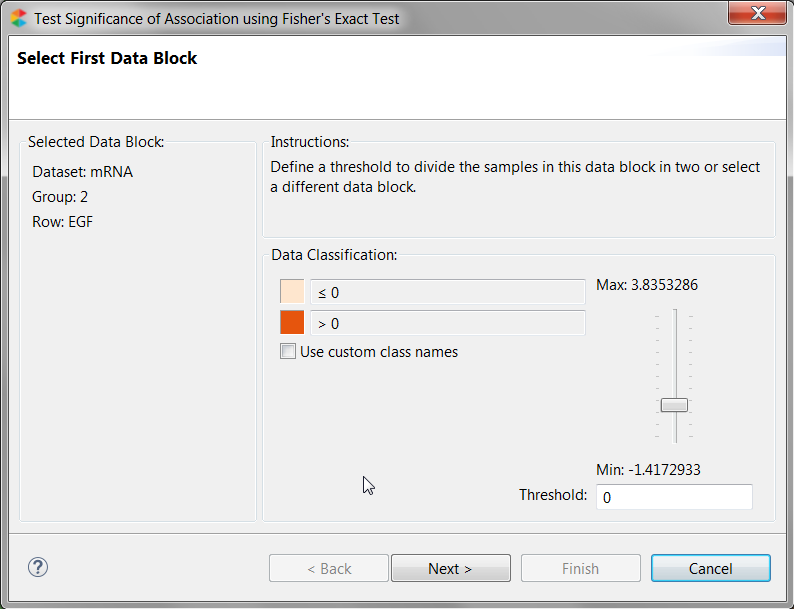 Test Significance of Association using Fisher's Exact Test
X
Select First Data Block
Selected Data Block:
Dataset: mRNA
Group: 2
Row: EGF
Instructions:
Define a threshold to divide the samples in this data block in two or select
a different data block.
Data Classification:
≤ 0
> 0
Use custom class names
Max: 3.8353286
Min: -1.4172933
Threshold:
0
?
< Back
Next >
Finish
Cancel